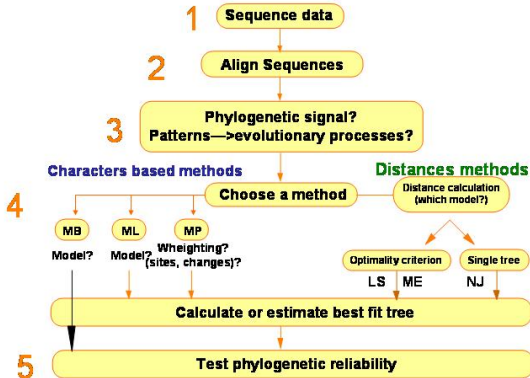 1
Sequence data
2
Align Sequences
3
Phylogenetic signal?
Patterns—>evolutionary processes?
Characters based methods
Distances methods
4
Choose a method
Distance calculation
(which model?)
MB
ML
MP
Model?
Model?
Wheighting?
(sites, changes)?
Optimality criterion
Single tree
LS
ME
NJ
Calculate or estimate best fit tree
5
Test phylogenetic reliability